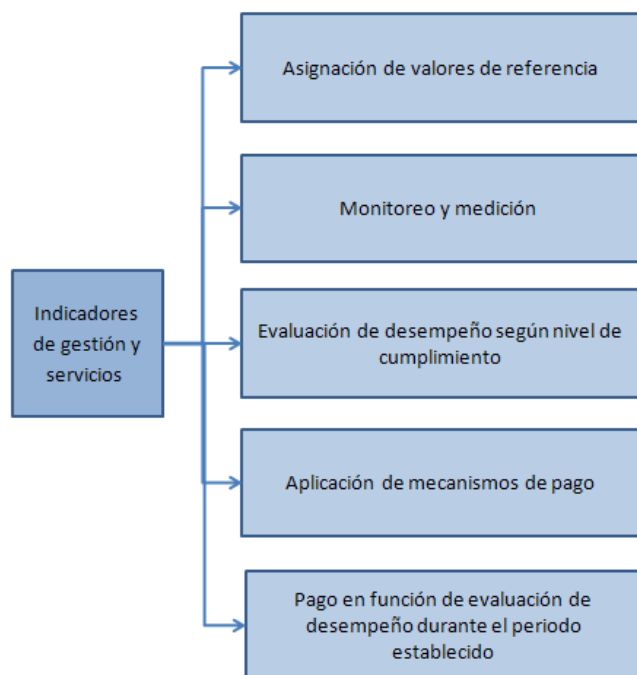 Asignación de valores de referencia
Monitoreo y medición
Indicadores
de gestión y
servicios
Evaluación de desempeño según nivel de
cumplimiento
Aplicación de mecanismos de pago
Pago en función de evaluación de
desempeño durante el periodo
establecido